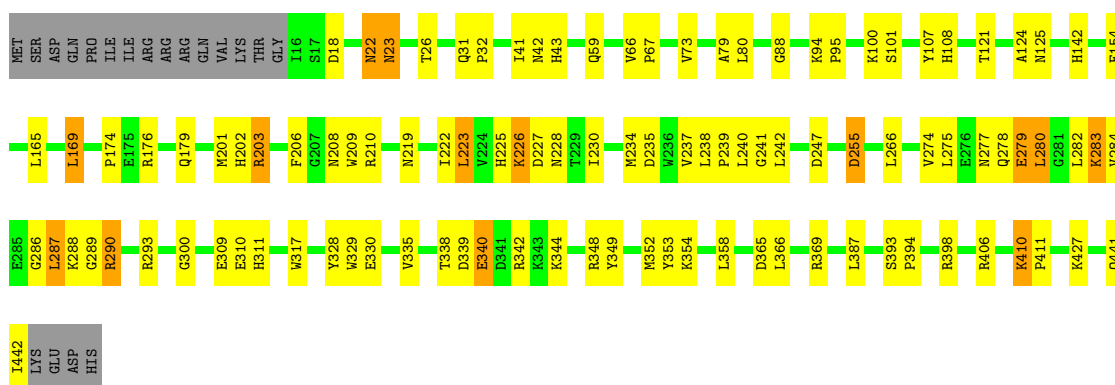 MET SER ASP GLN PRO ILE ILE ARG ARG ARG GLN VAL LYS THR GLY I16 S17 D18 N22 N23 T26 Q31 P32 I41 N42 H43 Q59 V66 P67 V73 A79 L80 G88 K94 P95 K100 S101 Y107 H108 T121 A124 N125 H142
L165 L169 P174 E175 R176 Q179 M201 H202 R203 F206 G207 N208 W209 R210 N219 I222 L223 V224 H225 K226 D227 N228 T229 I230 M234 D235 W236 V237 L238 P239 L240 G241 L242 D247 D255 L266 V274 L275 E276 N277 Q278 E279 L280 G281 L282 K283
E285 G286 L287 K288 G289 R290 R293 G300 E309 E310 H311 W317 Y328 W329 E330 V335 T338 D339 E340 D341 R342 K343 K344 R348 Y349 M352 Y353 K354 L358 D365 L366 R369 L387 S393 P394 R398 R406 K410 P411 K427
I442 LYS GLU ASP HIS